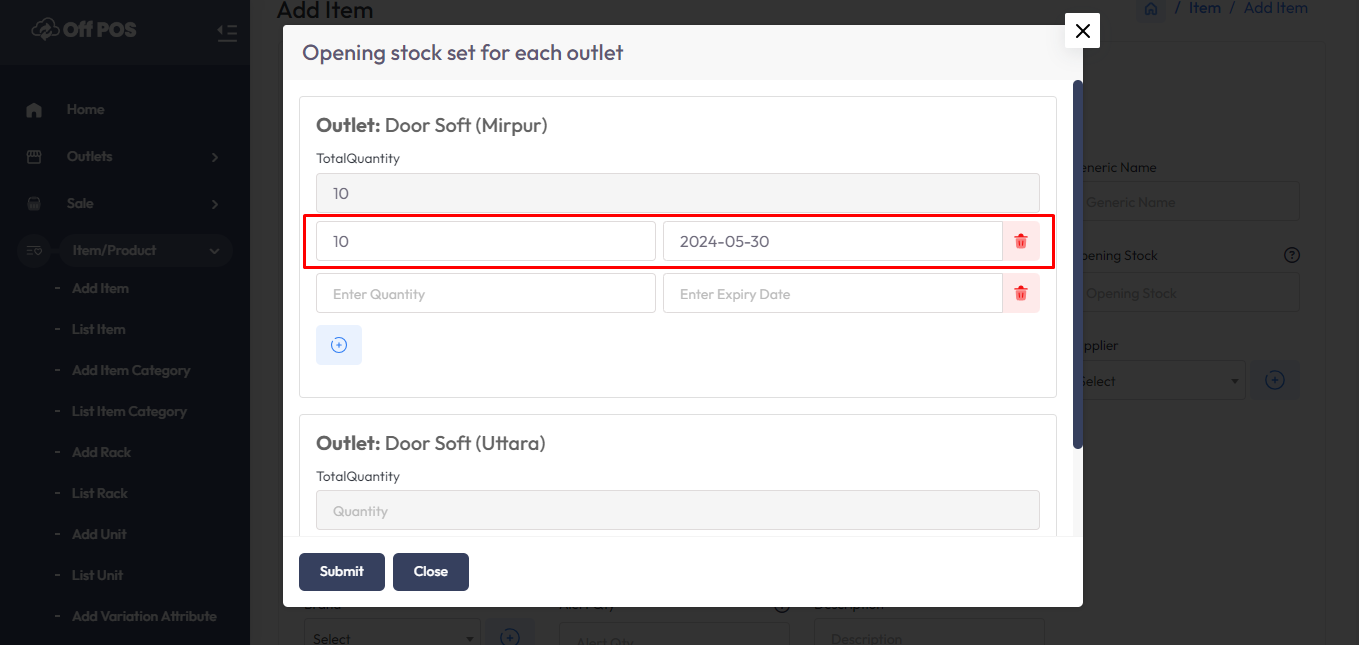 Off POS
Home
Outlets
Sale
Item/Product
- Add Item
- List Item
- Add Item Category
- List Item Category
- Add Rack
- List Rack
- Add Unit
- List Unit
- Add Variation Attribute
Add Item
/ Item / Add Item
Opening stock set for each outlet
Outlet: Door Soft (Mirpur)
TotalQuantity
10
10 2024-05-30
Enter Quantity Enter Expiry Date
Outlet: Door Soft (Uttara)
TotalQuantity
Quantity
Submit Close
eneric Name
Generic Name
pening Stock
Opening Stock
pplier
Select
Select
Alert Qty
Description